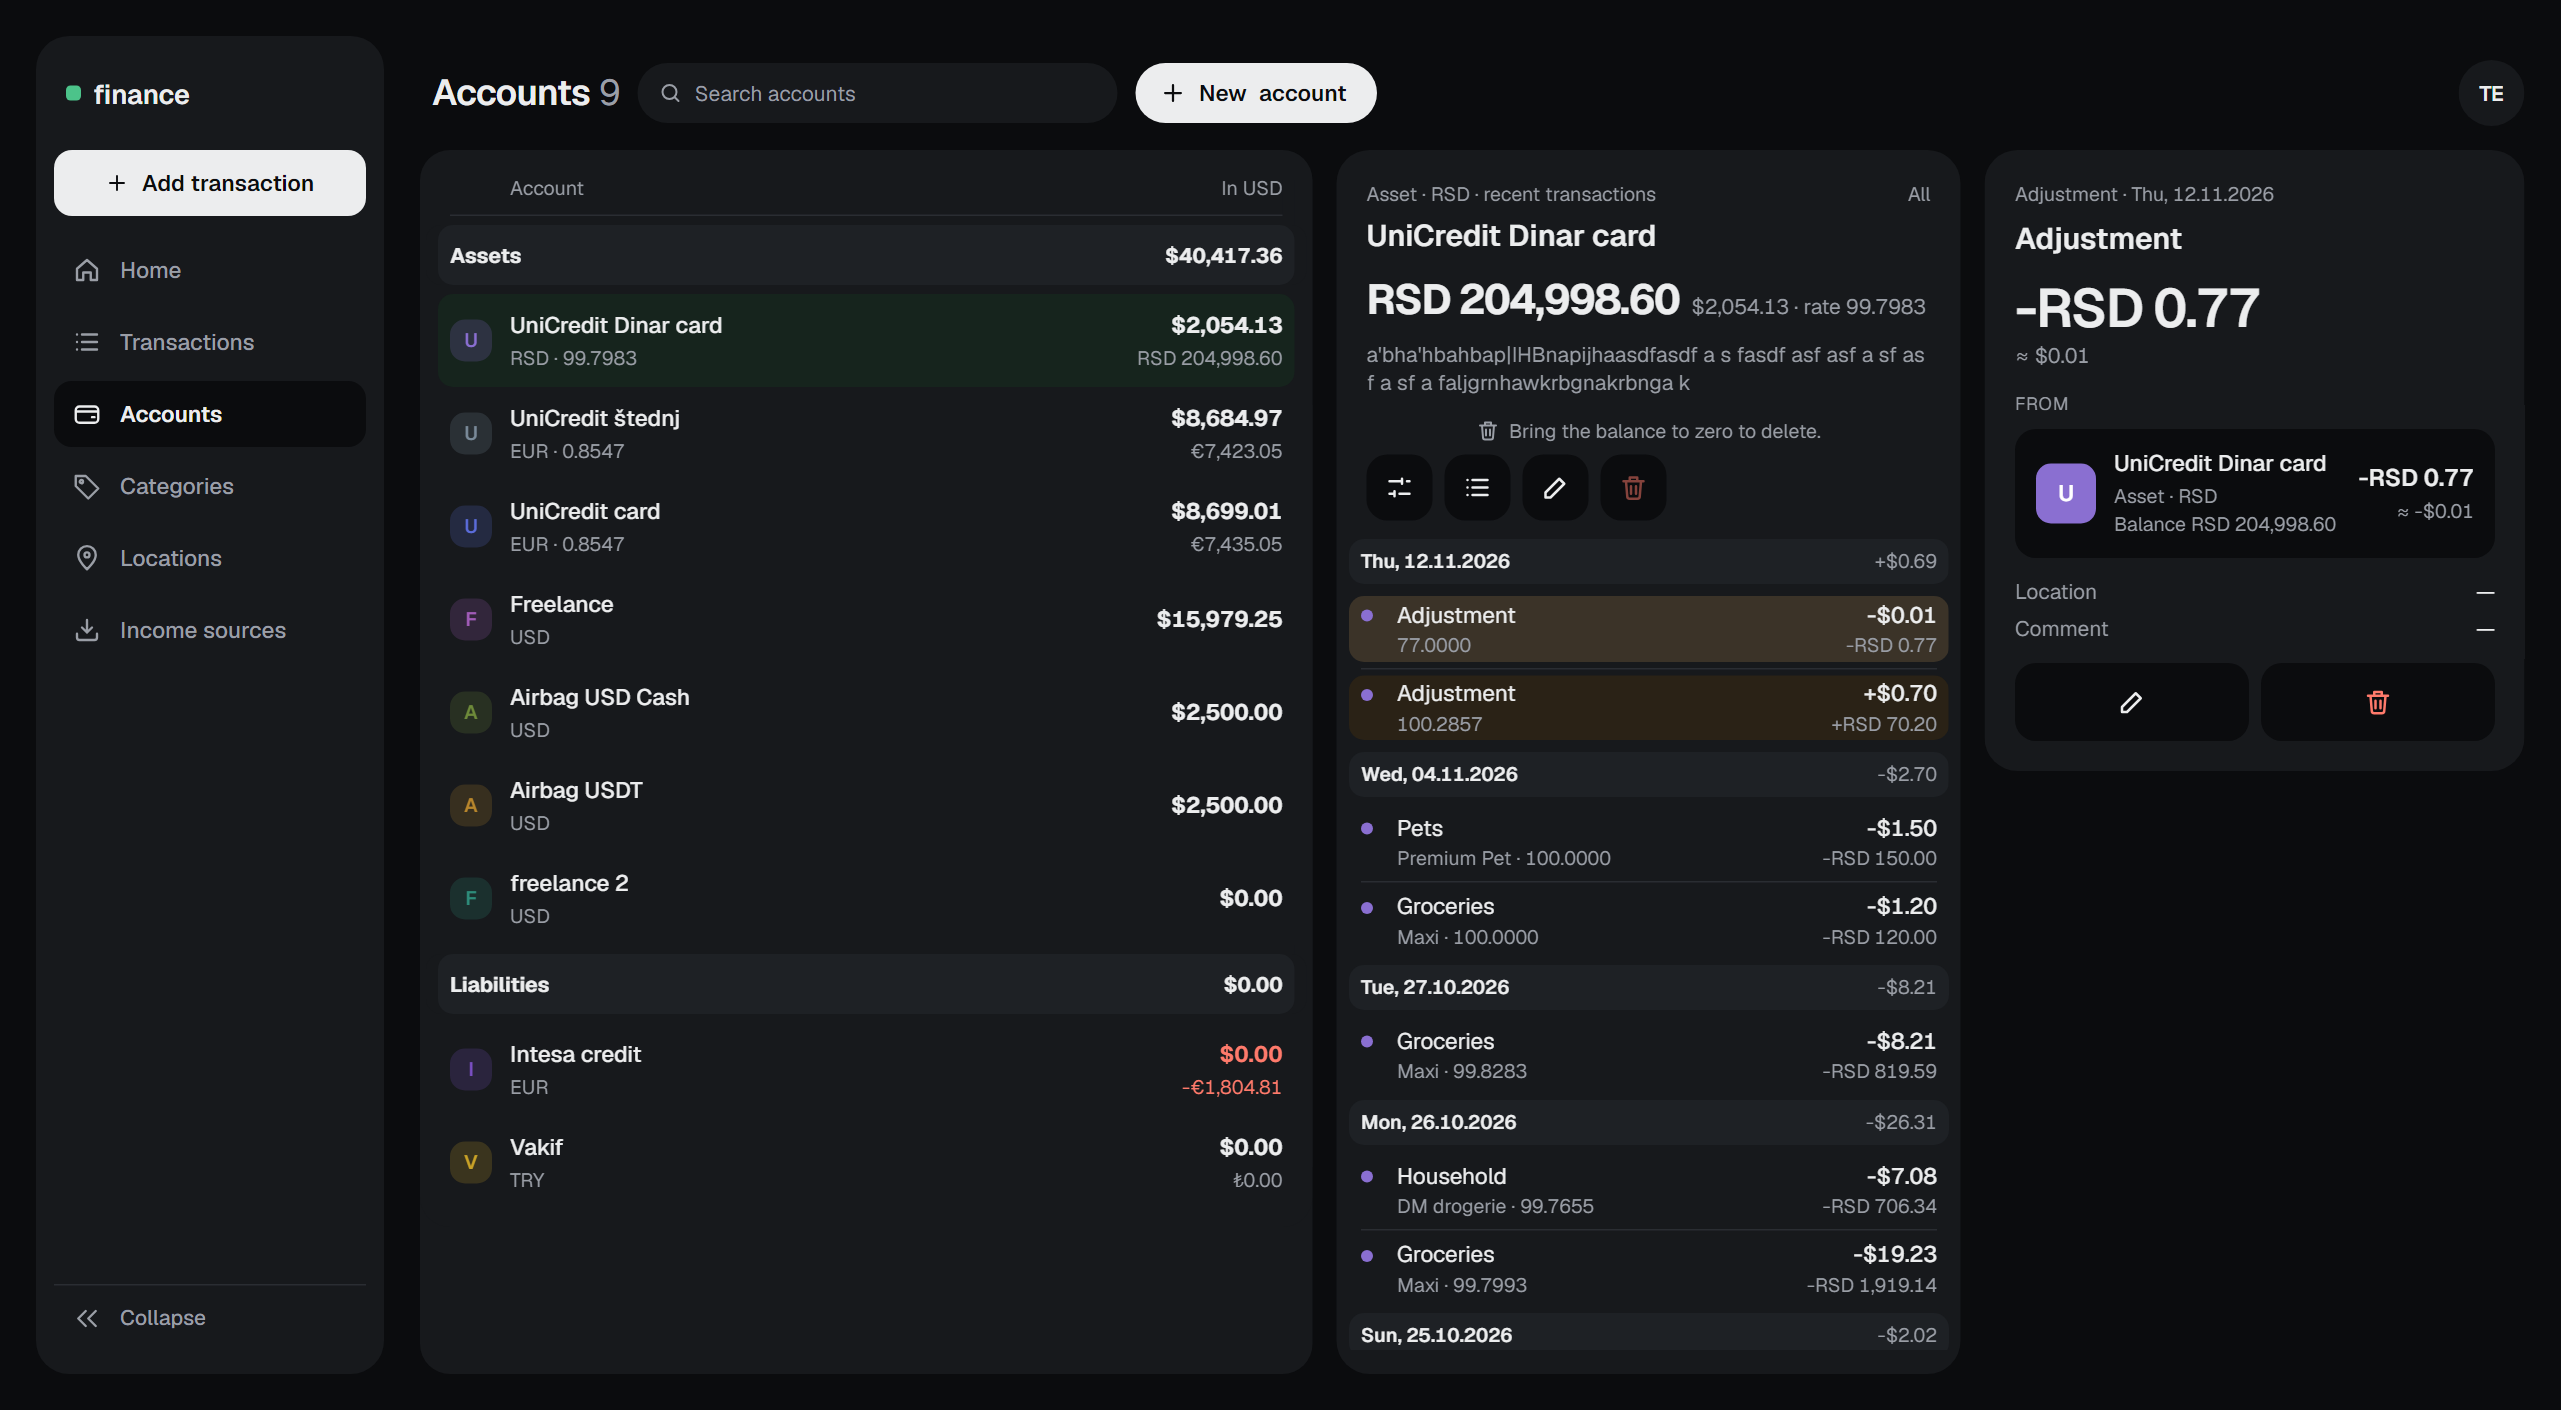 finance
Add transaction
Home
Transactions
Accounts
Categories
Locations
Income sources
Collapse
Accounts 9
Search accounts
New account
TE
Account
In USD
Assets
$40,417.36
U
UniCredit Dinar card
$2,054.13
RSD · 99.7983
RSD 204,998.60
U
UniCredit štednj
$8,684.97
EUR · 0.8547
€7,423.05
U
UniCredit card
$8,699.01
EUR · 0.8547
€7,435.05
F
Freelance
$15,979.25
USD
A
Airbag USD Cash
$2,500.00
USD
A
Airbag USDT
$2,500.00
USD
F
freelance 2
$0.00
USD
Liabilities
$0.00
I
Intesa credit
$0.00
EUR
-€1,804.81
V
Vakif
$0.00
TRY
₺0.00
Asset · RSD · recent transactions
All
UniCredit Dinar card
RSD 204,998.60 $2,054.13 · rate 99.7983
a'bha'hbahbap|IHBnapijhaasdfasdf a s fasdf asf asf a sf as
f a sf a faljgrnhawkrbgnakrbnga k
Bring the balance to zero to delete.
Thu, 12.11.2026
+$0.69
Adjustment
-$0.01
77.0000
-RSD 0.77
Adjustment
+$0.70
100.2857
+RSD 70.20
Wed, 04.11.2026
-$2.70
Pets
-$1.50
Premium Pet · 100.0000
-RSD 150.00
Groceries
-$1.20
Maxi · 100.0000
-RSD 120.00
Tue, 27.10.2026
-$8.21
Groceries
-$8.21
Maxi · 99.8283
-RSD 819.59
Mon, 26.10.2026
-$26.31
Household
-$7.08
DM drogerie · 99.7655
-RSD 706.34
Groceries
-$19.23
Maxi · 99.7993
-RSD 1,919.14
Sun, 25.10.2026
-$2.02
Adjustment · Thu, 12.11.2026
Adjustment
-RSD 0.77
≈ $0.01
FROM
U
UniCredit Dinar card
Asset · RSD
Balance RSD 204,998.60
-RSD 0.77
≈ -$0.01
Location
—
Comment
—